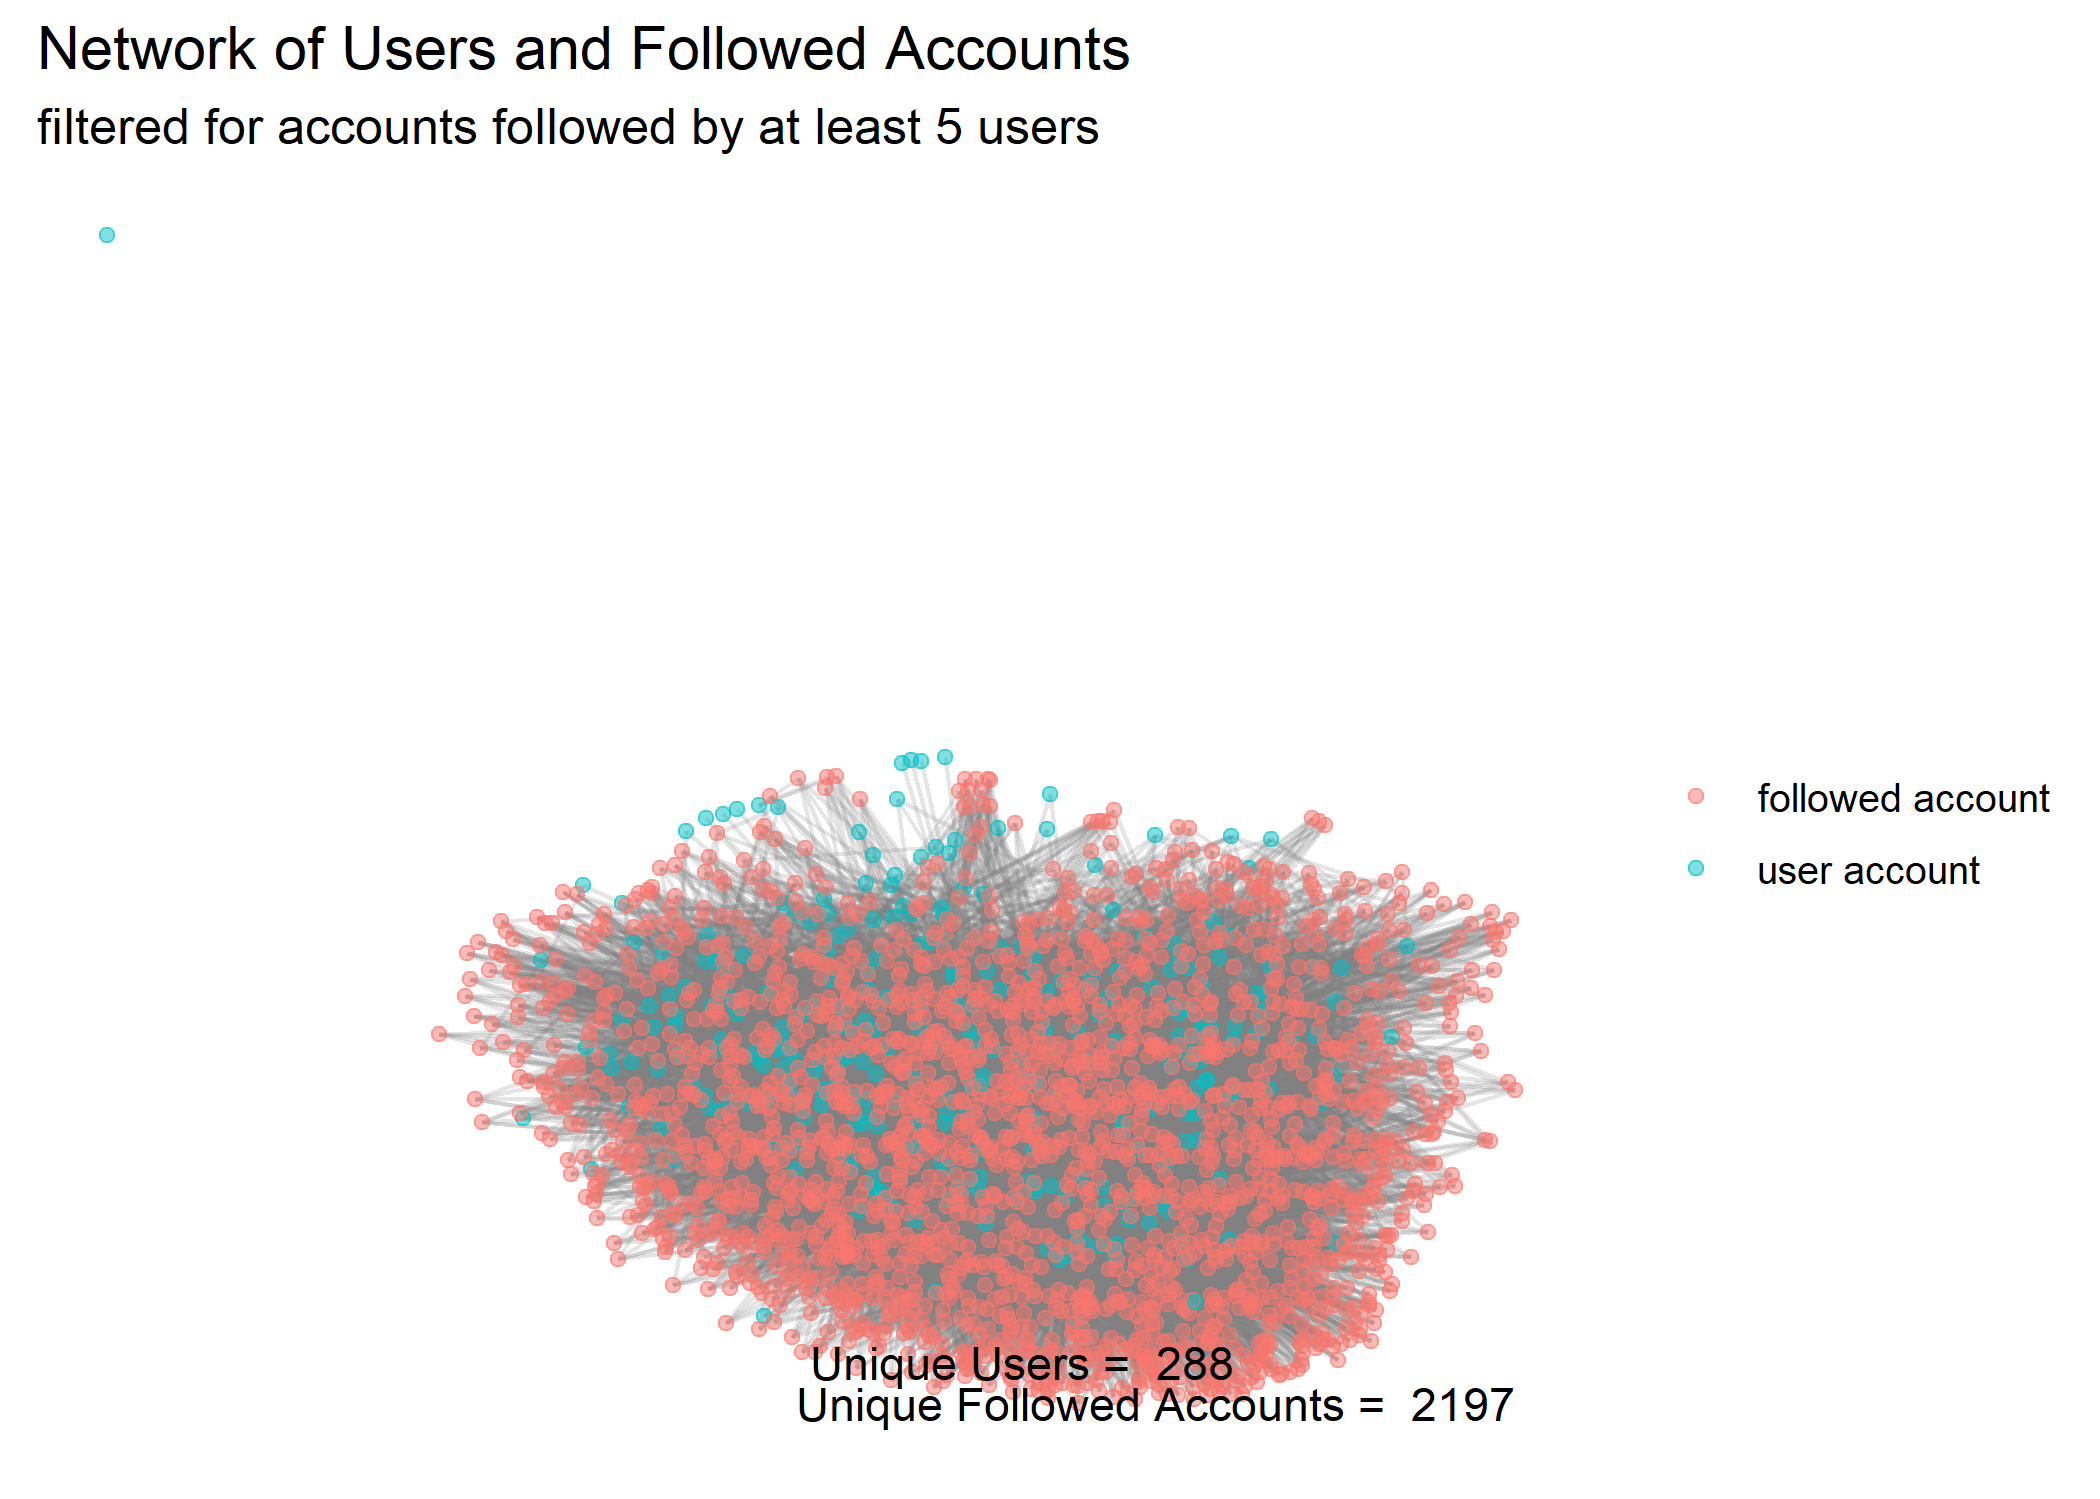 Network of Users and Followed Accounts
filtered for accounts followed by at least 5 users
followed account
user account
Unique Users = 288
Unique Followed Accounts = 2197